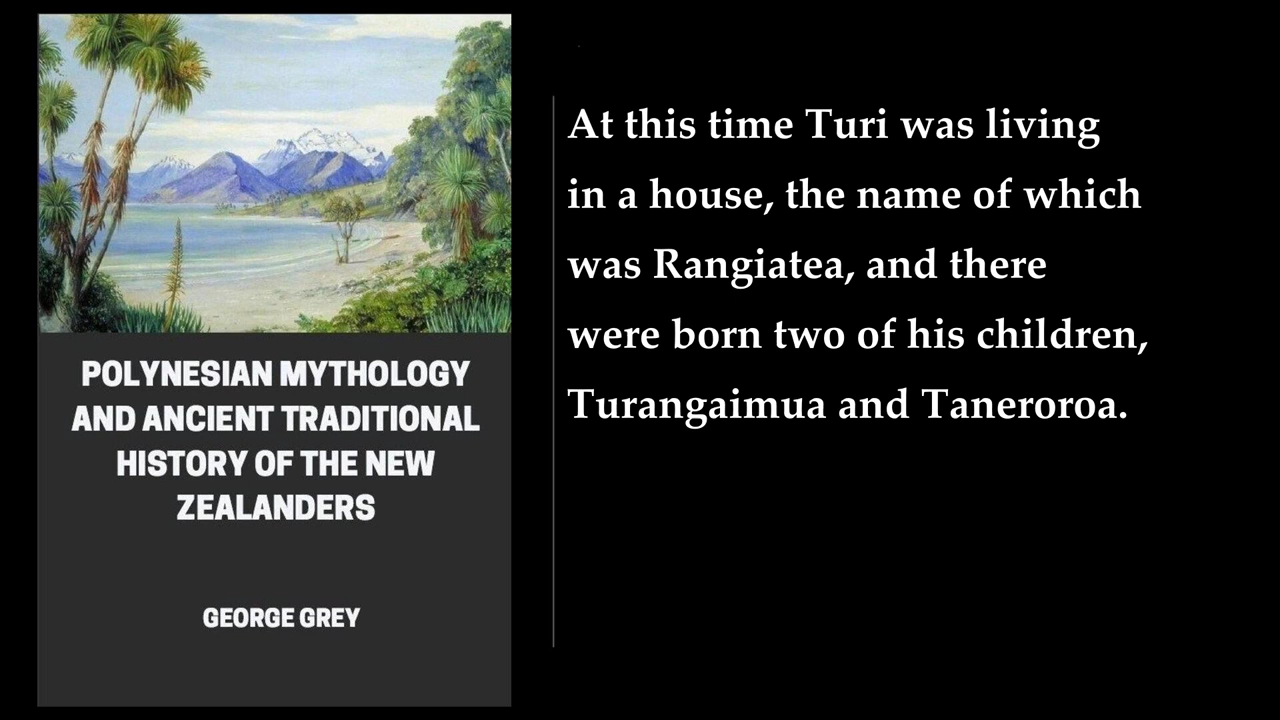 POLYNESIAN MYTHOLOGY
AND ANCIENT TRADITIONAL
HISTORY OF THE NEW
ZEALANDERS
GEORGE GREY
At this time Turi was living
in a house, the name of which
was Rangiatea, and there
were born two of his children,
Turangaimua and Taneroroa.